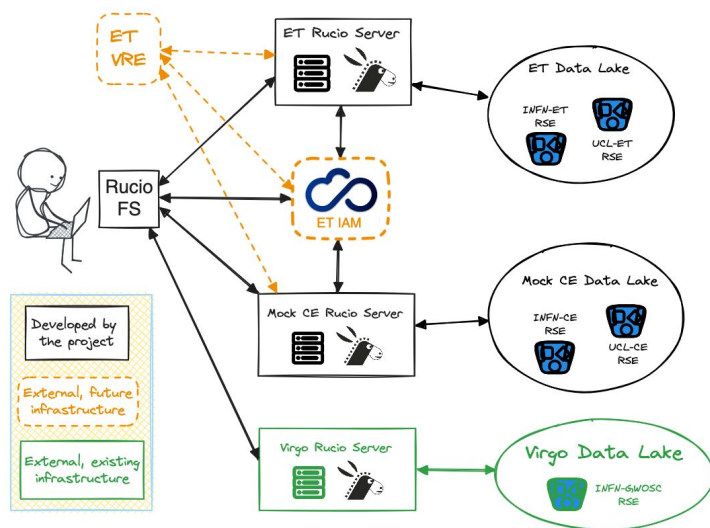 ET
VRE
ET Rucio Server
ET Data Lake
INFN-ET
RSE
UCL-ET
RSE
Rucio
FS
ET IAM
Mock CE Rucio Server
Mock CE Data Lake
INFN-CE
RSE
UCL-CE
RSE
Developed by
the project
External, future
infrastructure
External, existing
infrastructure
Virgo Rucio Server
Virgo Data Lake
INFN-GWOSC
RSE